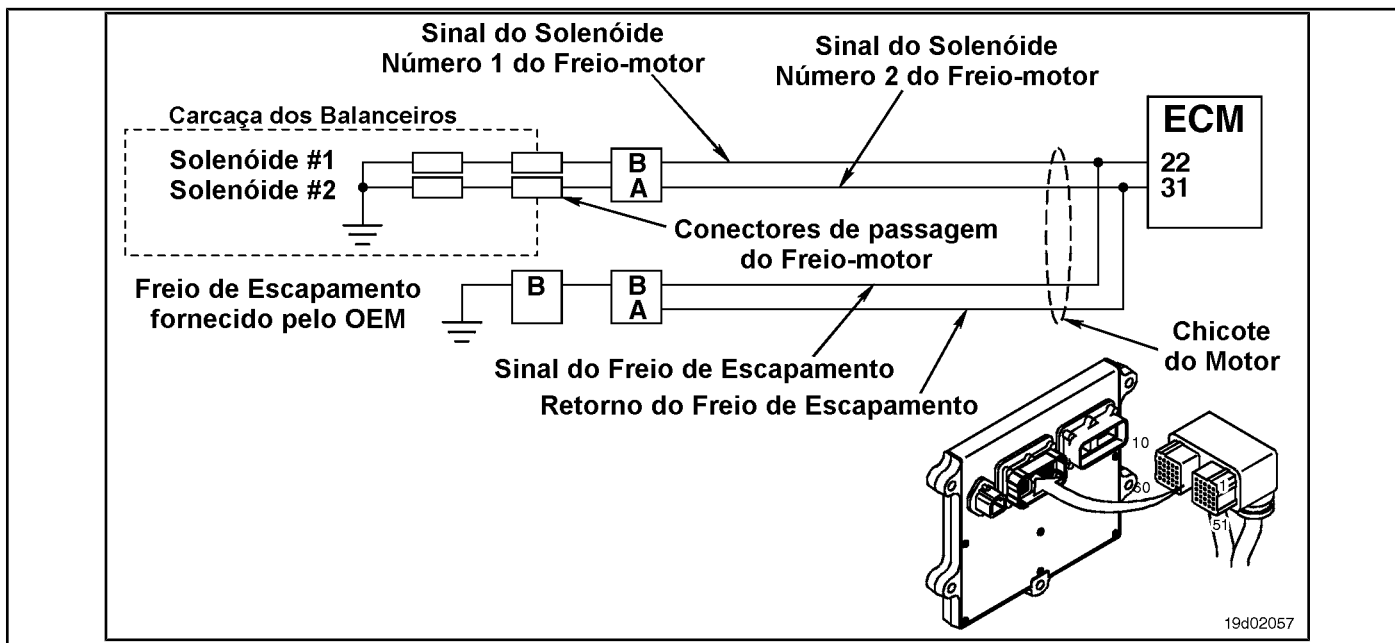 Sinal do Solenóide
Número 1 do Freio-motor
Sinal do Solenóide
Número 2 do Freio-motor
Carcaça dos Balanceiros
ECM
Solenóide #1
B
22
Solenóide #2
A
31
Conectores de passagem
do Freio-motor
Freio de Escapamento
fornecido pelo OEM
B
B
A
Chicote
do Motor
Sinal do Freio de Escapamento
Retorno do Freio de Escapamento
10
60
1
51
19d02057